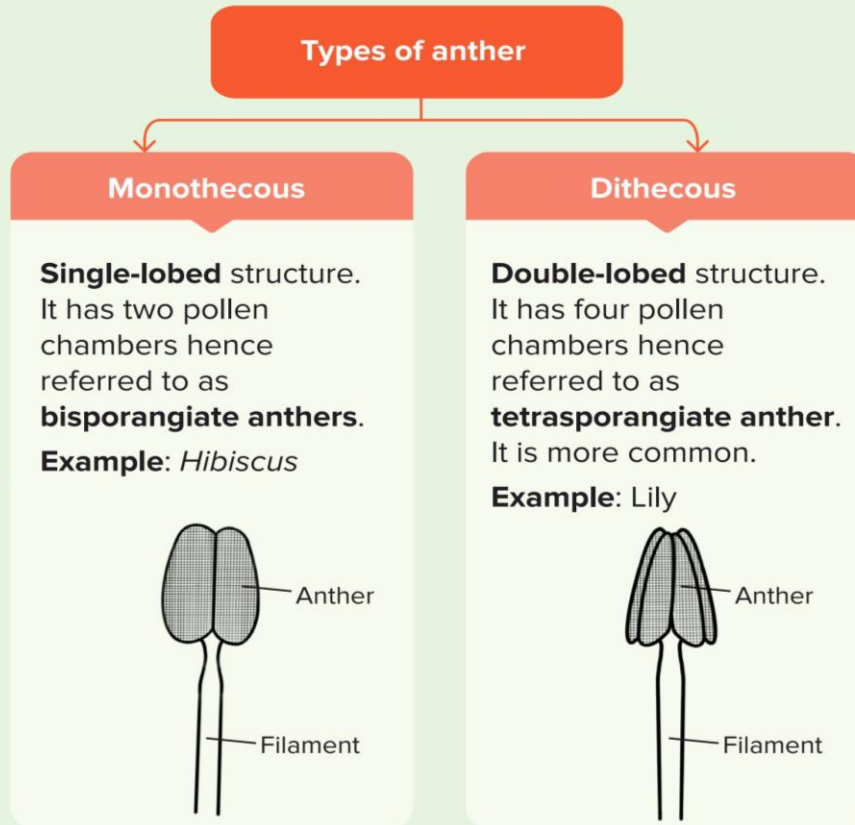 Types of anther
Monothecous
Single-lobed structure.
It has two pollen
chambers hence
referred to as
bisporangiate anthers.
Example: Hibiscus
Anther
Filament
Dithecous
Double-lobed structure.
It has four pollen
chambers hence
referred to as
tetrasporangiate anther.
It is more common.
Example: Lily
Anther
Filament